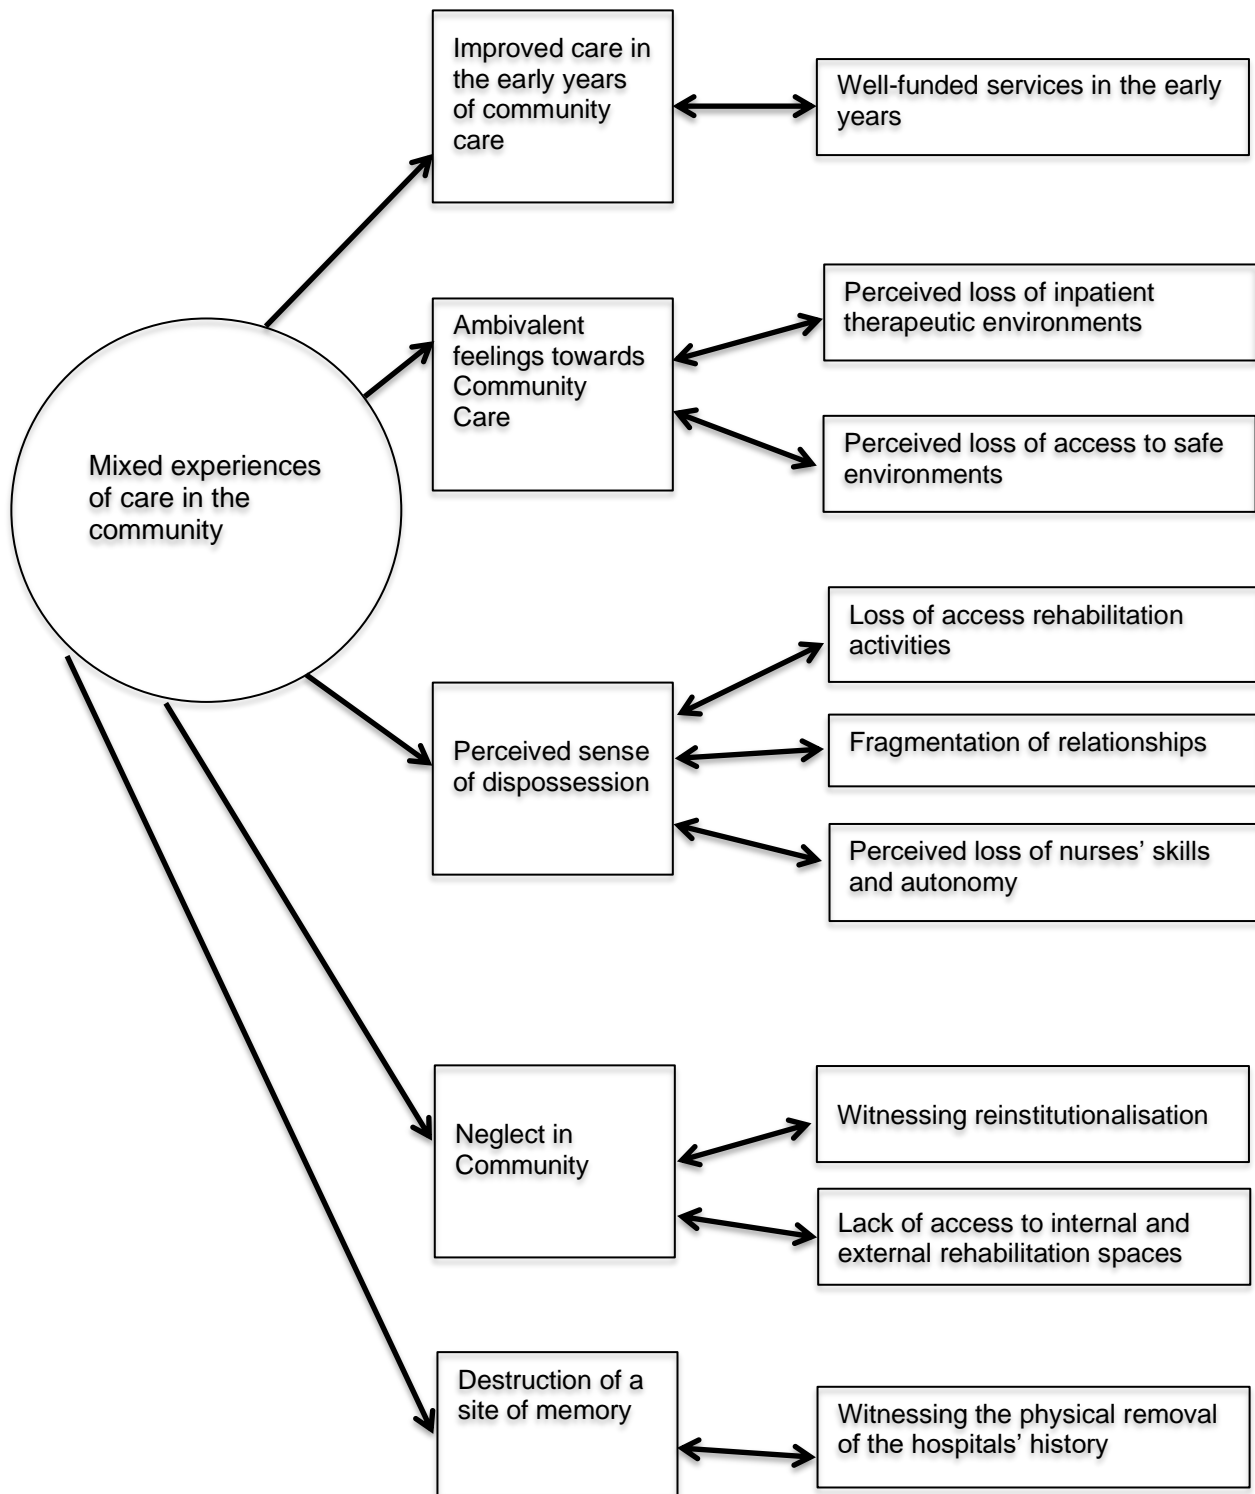 Improved care in
the early years
of community
care
Well-funded services in the early
years
Mixed experiences
of care in the
community
Ambivalent
feelings towards
Community
Care
Perceived loss of inpatient
therapeutic environments
Perceived loss of access to safe
environments
Perceived sense
of dispossession
Loss of access rehabilitation
activities
Fragmentation of relationships
Perceived loss of nurses’ skills
and autonomy
Neglect in
Community
Witnessing reinstitutionalisation
Lack of access to internal and
external rehabilitation spaces
Destruction of a
site of memory
Witnessing the physical removal
of the hospitals’ history